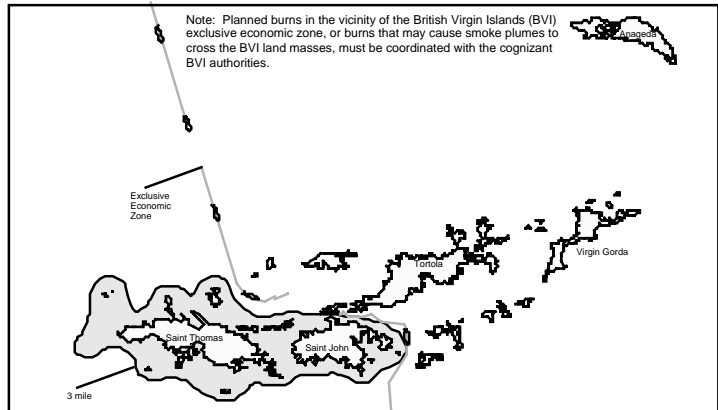 Note: Planned burns in the vicinity of the British Virgin Islands (BVI)
exclusive economic zone, or burns that may cause smoke plumes to
cross the BVI land masses, must be coordinated with the cognizant
BVI authorities.
Anageda
Exclusive
Economic
Zone
Virgin Gorda
Tortola
Saint Thomas
Saint John
3 mile